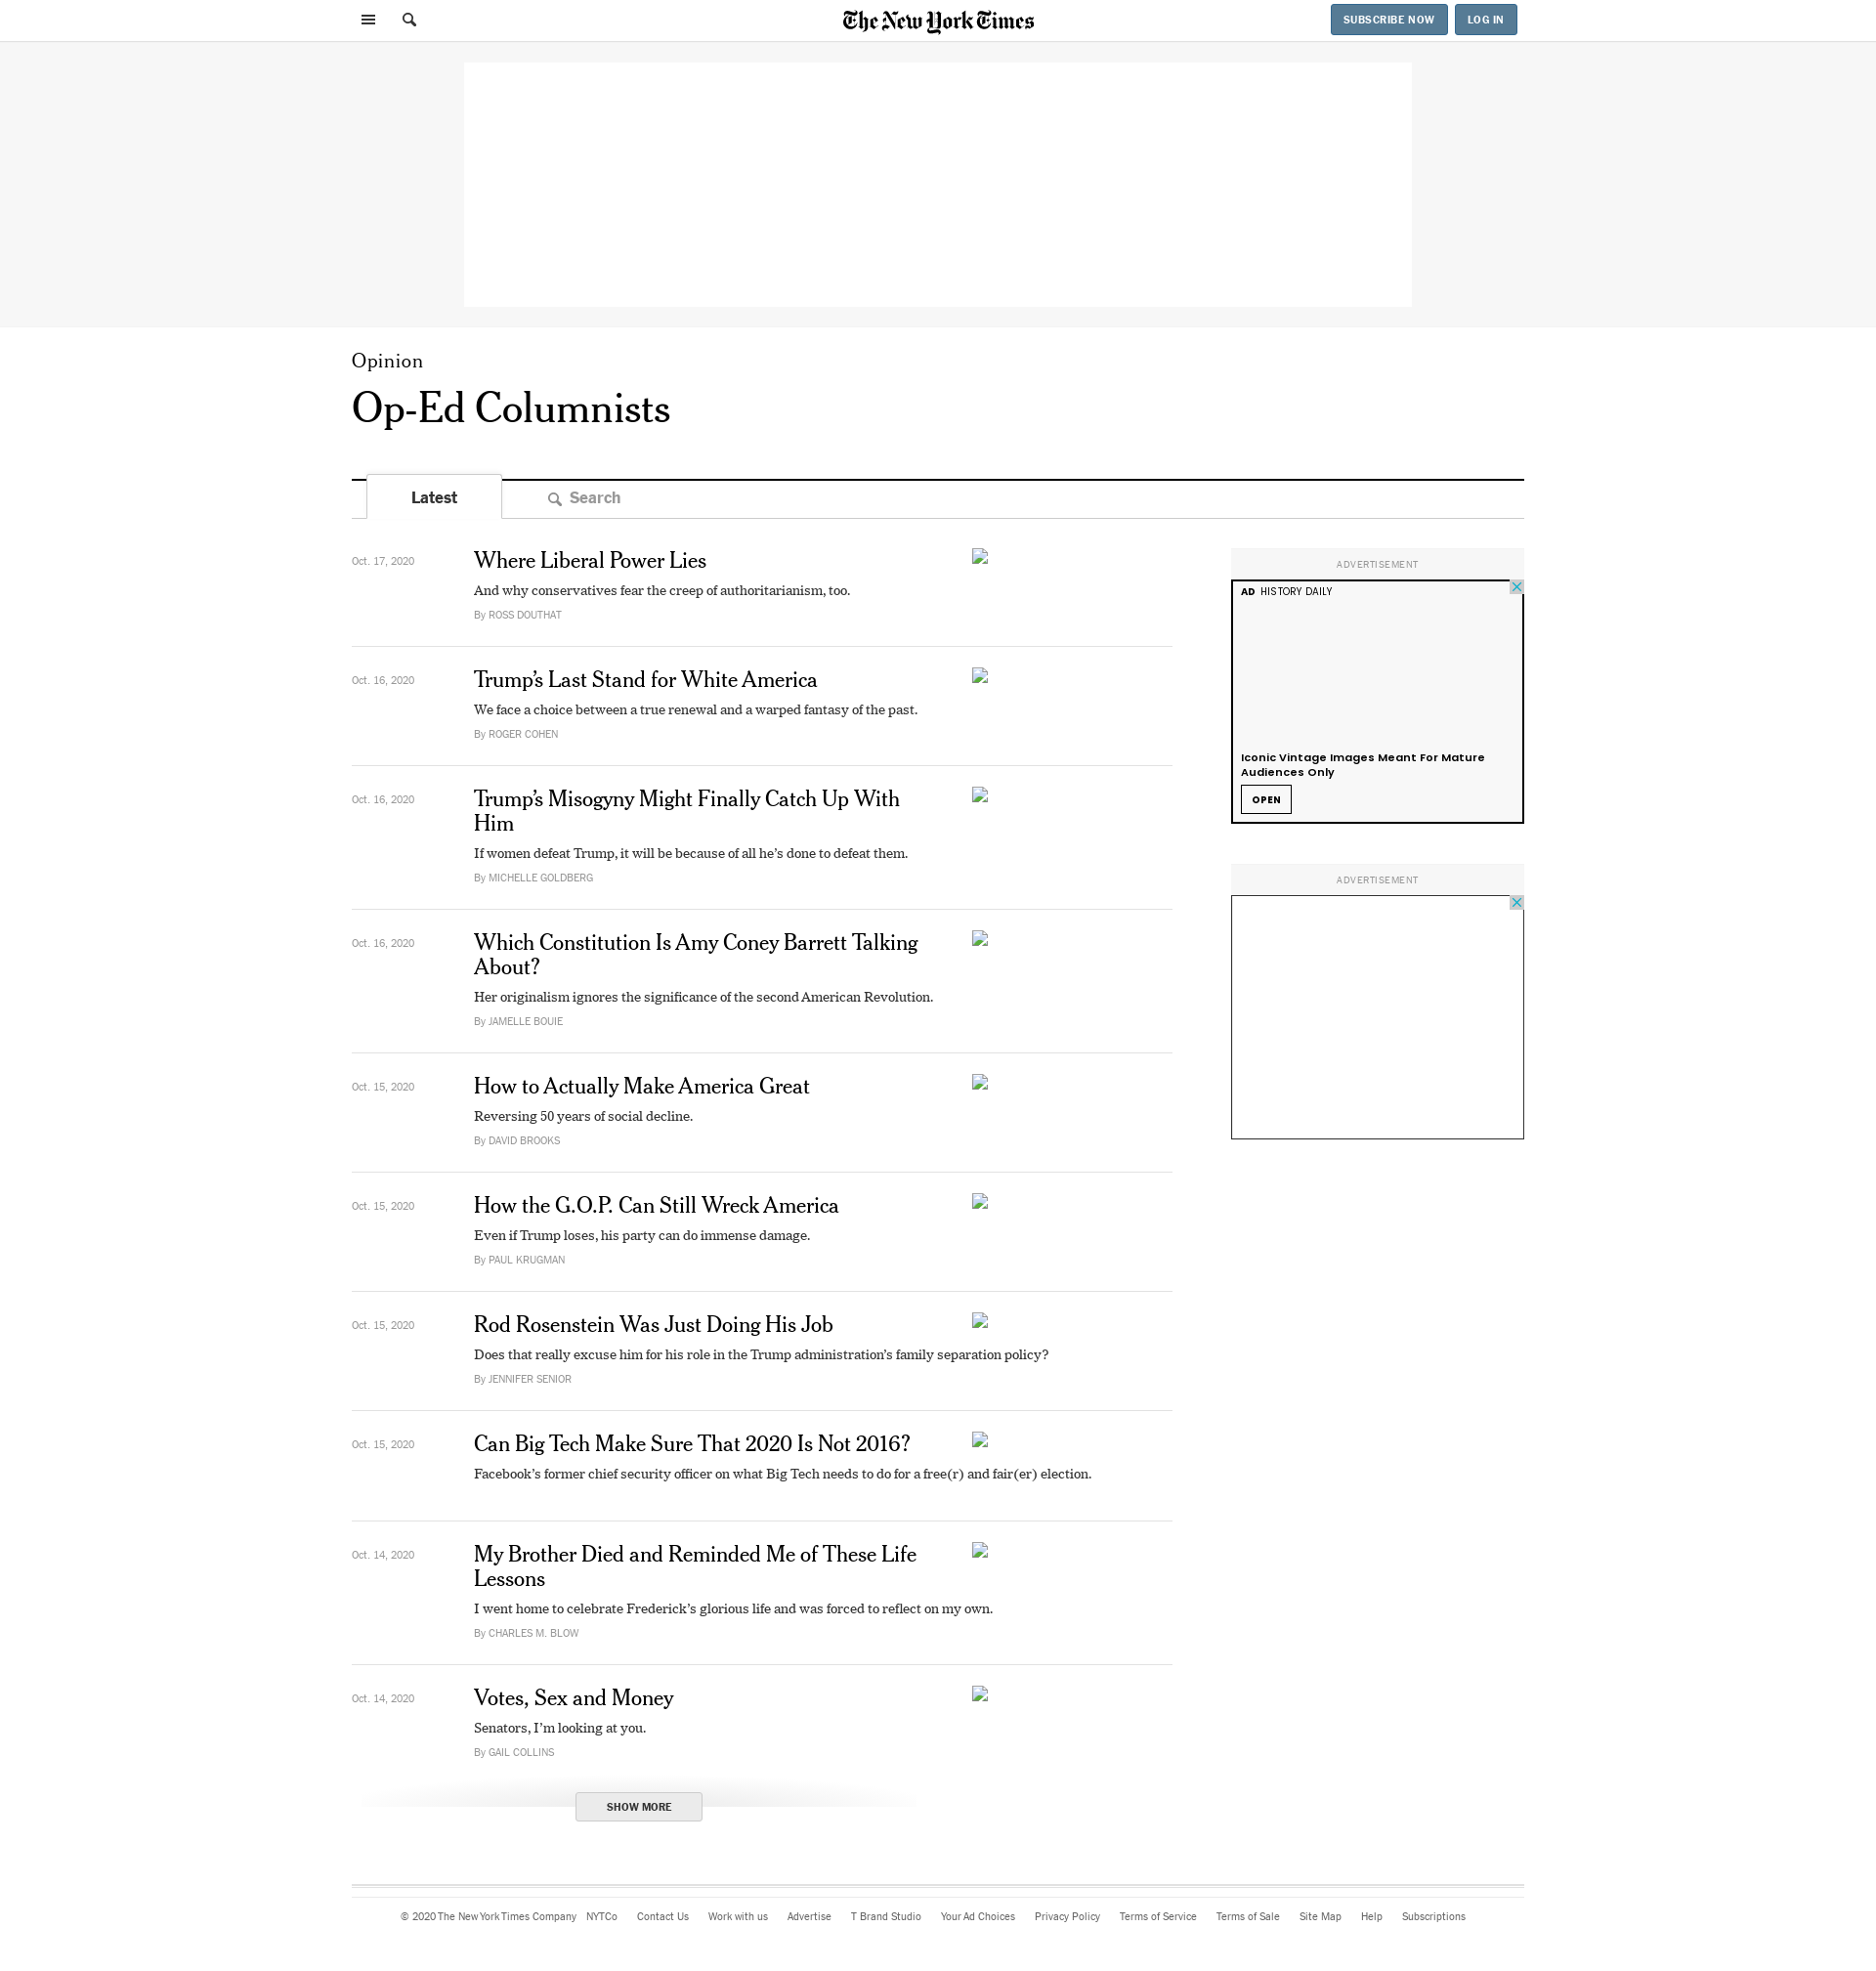 The New York Times
SUBSCRIBE NOW
LOG IN
Opinion
Op-Ed Columnists
Latest
Search
Oct. 17, 2020
Where Liberal Power Lies
And why conservatives fear the creep of authoritarianism, too.
By ROSS DOUTHAT
Oct. 16, 2020
Trump’s Last Stand for White America
We face a choice between a true renewal and a warped fantasy of the past.
By ROGER COHEN
Oct. 16, 2020
Trump’s Misogyny Might Finally Catch Up With
Him
If women defeat Trump, it will be because of all he’s done to defeat them.
By MICHELLE GOLDBERG
Oct. 16, 2020
Which Constitution Is Amy Coney Barrett Talking
About?
Her originalism ignores the significance of the second American Revolution.
By JAMELLE BOUIE
Oct. 15, 2020
How to Actually Make America Great
Reversing 50 years of social decline.
By DAVID BROOKS
Oct. 15, 2020
How the G.O.P. Can Still Wreck America
Even if Trump loses, his party can do immense damage.
By PAUL KRUGMAN
Oct. 15, 2020
Rod Rosenstein Was Just Doing His Job
Does that really excuse him for his role in the Trump administration’s family separation policy?
By JENNIFER SENIOR
Oct. 15, 2020
Can Big Tech Make Sure That 2020 Is Not 2016?
Facebook’s former chief security officer on what Big Tech needs to do for a free(r) and fair(er) election.
Oct. 14, 2020
My Brother Died and Reminded Me of These Life
Lessons
I went home to celebrate Frederick’s glorious life and was forced to reflect on my own.
By CHARLES M. BLOW
Oct. 14, 2020
Votes, Sex and Money
Senators, I’m looking at you.
By GAIL COLLINS
SHOW MORE
ADVERTISEMENT
AD HISTORY DAILY
Iconic Vintage Images Meant For Mature
Audiences Only
OPEN
ADVERTISEMENT
© 2020 The New York Times Company NYTCo Contact Us Work with us Advertise T Brand Studio Your Ad Choices Privacy Policy Terms of Service Terms of Sale Site Map Help Subscriptions